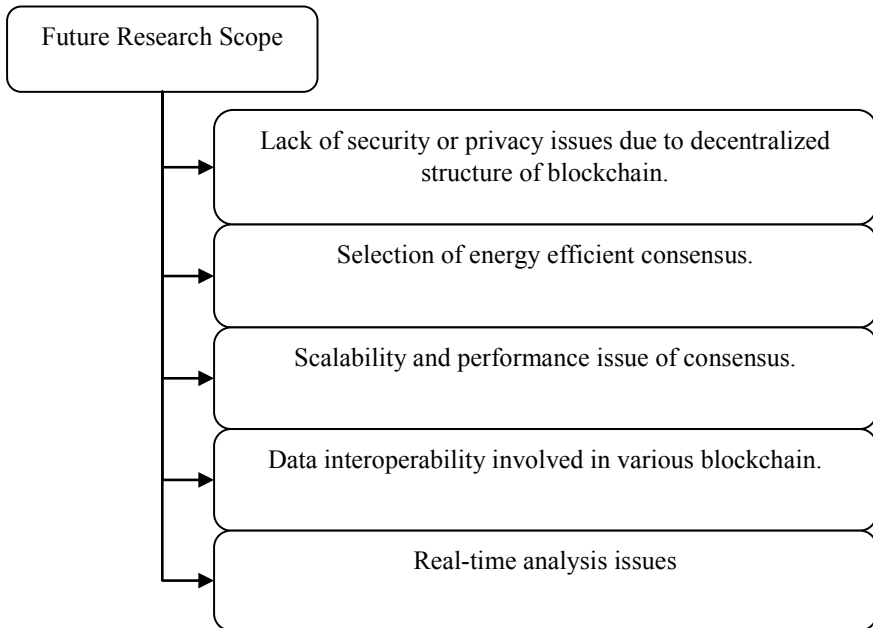 Future Research Scope
Lack of security or privacy issues due to decentralized
structure of blockchain.
Selection of energy efficient consensus.
Scalability and performance issue of consensus.
Data interoperability involved in various blockchain.
Real-time analysis issues